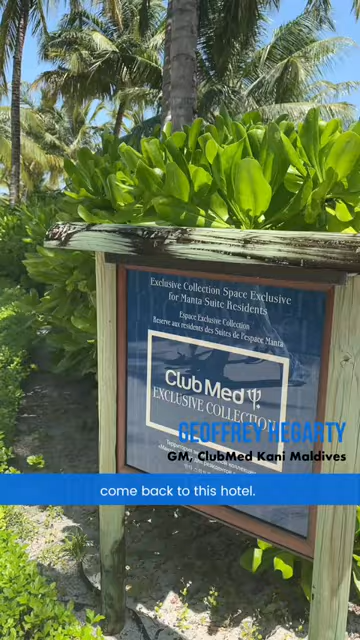 Exclusive Collection Space Exclusive
for Manta Suite Residents
Espace Exclusive Collection
Réservé aux résidents des Suites de l'espace Manta
Club Med
EXCLUSIVE COLLECTION
GEOFFREY HEGARTY
GM, ClubMed Kani Maldives
come back to this hotel.